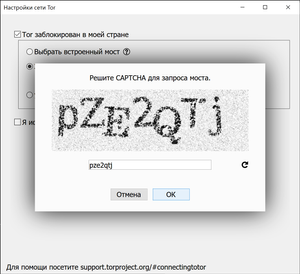 Настройки сети Tor
Tor заблокирован в моей стране
Выбрать встроенный мост
Решите CAPTCHA для запроса моста.
pZE2QTj
pze2qtj
Отмена
OK
Я ис
Для помощи посетите support.torproject.org/#connectingtotor